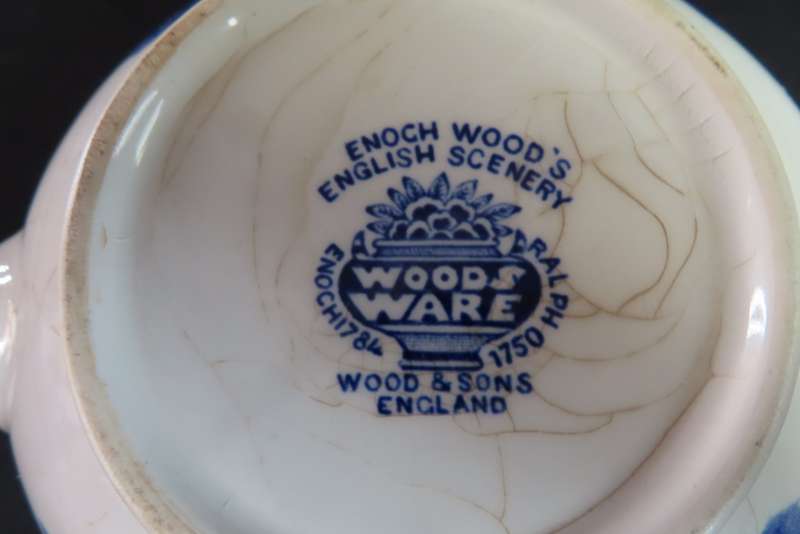 ENOCH WOOD'S
ENGLISH SCENERY
ENOCH 1784
RALPH 1750
WOODS
WARE
WOOD & SONS
ENGLAND